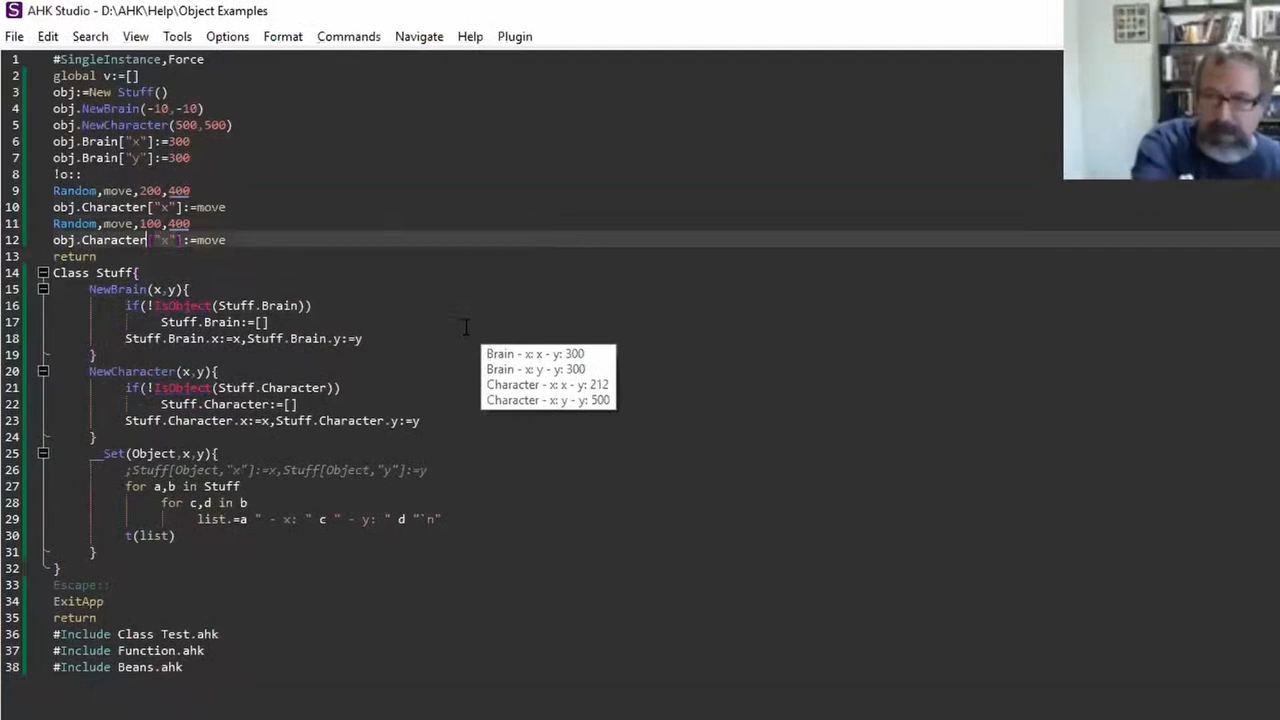 AHK Studio - D:\AHK\Help\Object Examples
File Edit Search View Tools Options Format Commands Navigate Help Plugin
1 #SingleInstance,Force
2 global v:=[]
3 obj:=New Stuff()
4 obj.NewBrain(-10,-10)
5 obj.NewCharacter(500,500)
6 obj.Brain["x"]:=300
7 obj.Brain["y"]:=300
8 !o::
9 Random,move,200,400
10 obj.Character["x"]:=move
11 Random,move,100,400
12 obj.Character["x"]:=move
13 return
14 Class Stuff{
15 NewBrain(x,y){
16 if(!IsObject(Stuff.Brain))
17 Stuff.Brain:=[]
18 Stuff.Brain.x:=x,Stuff.Brain.y:=y
19 }
20 NewCharacter(x,y){
21 if(!IsObject(Stuff.Character))
22 Stuff.Character:=[]
23 Stuff.Character.x:=x,Stuff.Character.y:=y
24 }
25 __Set(Object,x,y){
26 ;Stuff[Object,"x"]:=x,Stuff[Object,"y"]:=y
27 for a,b in Stuff
28 for c,d in b
29 list.=a " - x: " c " - y: " d "`n"
30 t(list)
31 }
32 }
33 Escape::
34 ExitApp
35 return
36 #Include Class Test.ahk
37 #Include Function.ahk
38 #Include Beans.ahk
Brain - x: x - y: 300
Brain - x: y - y: 300
Character - x: x - y: 212
Character - x: y - y: 500